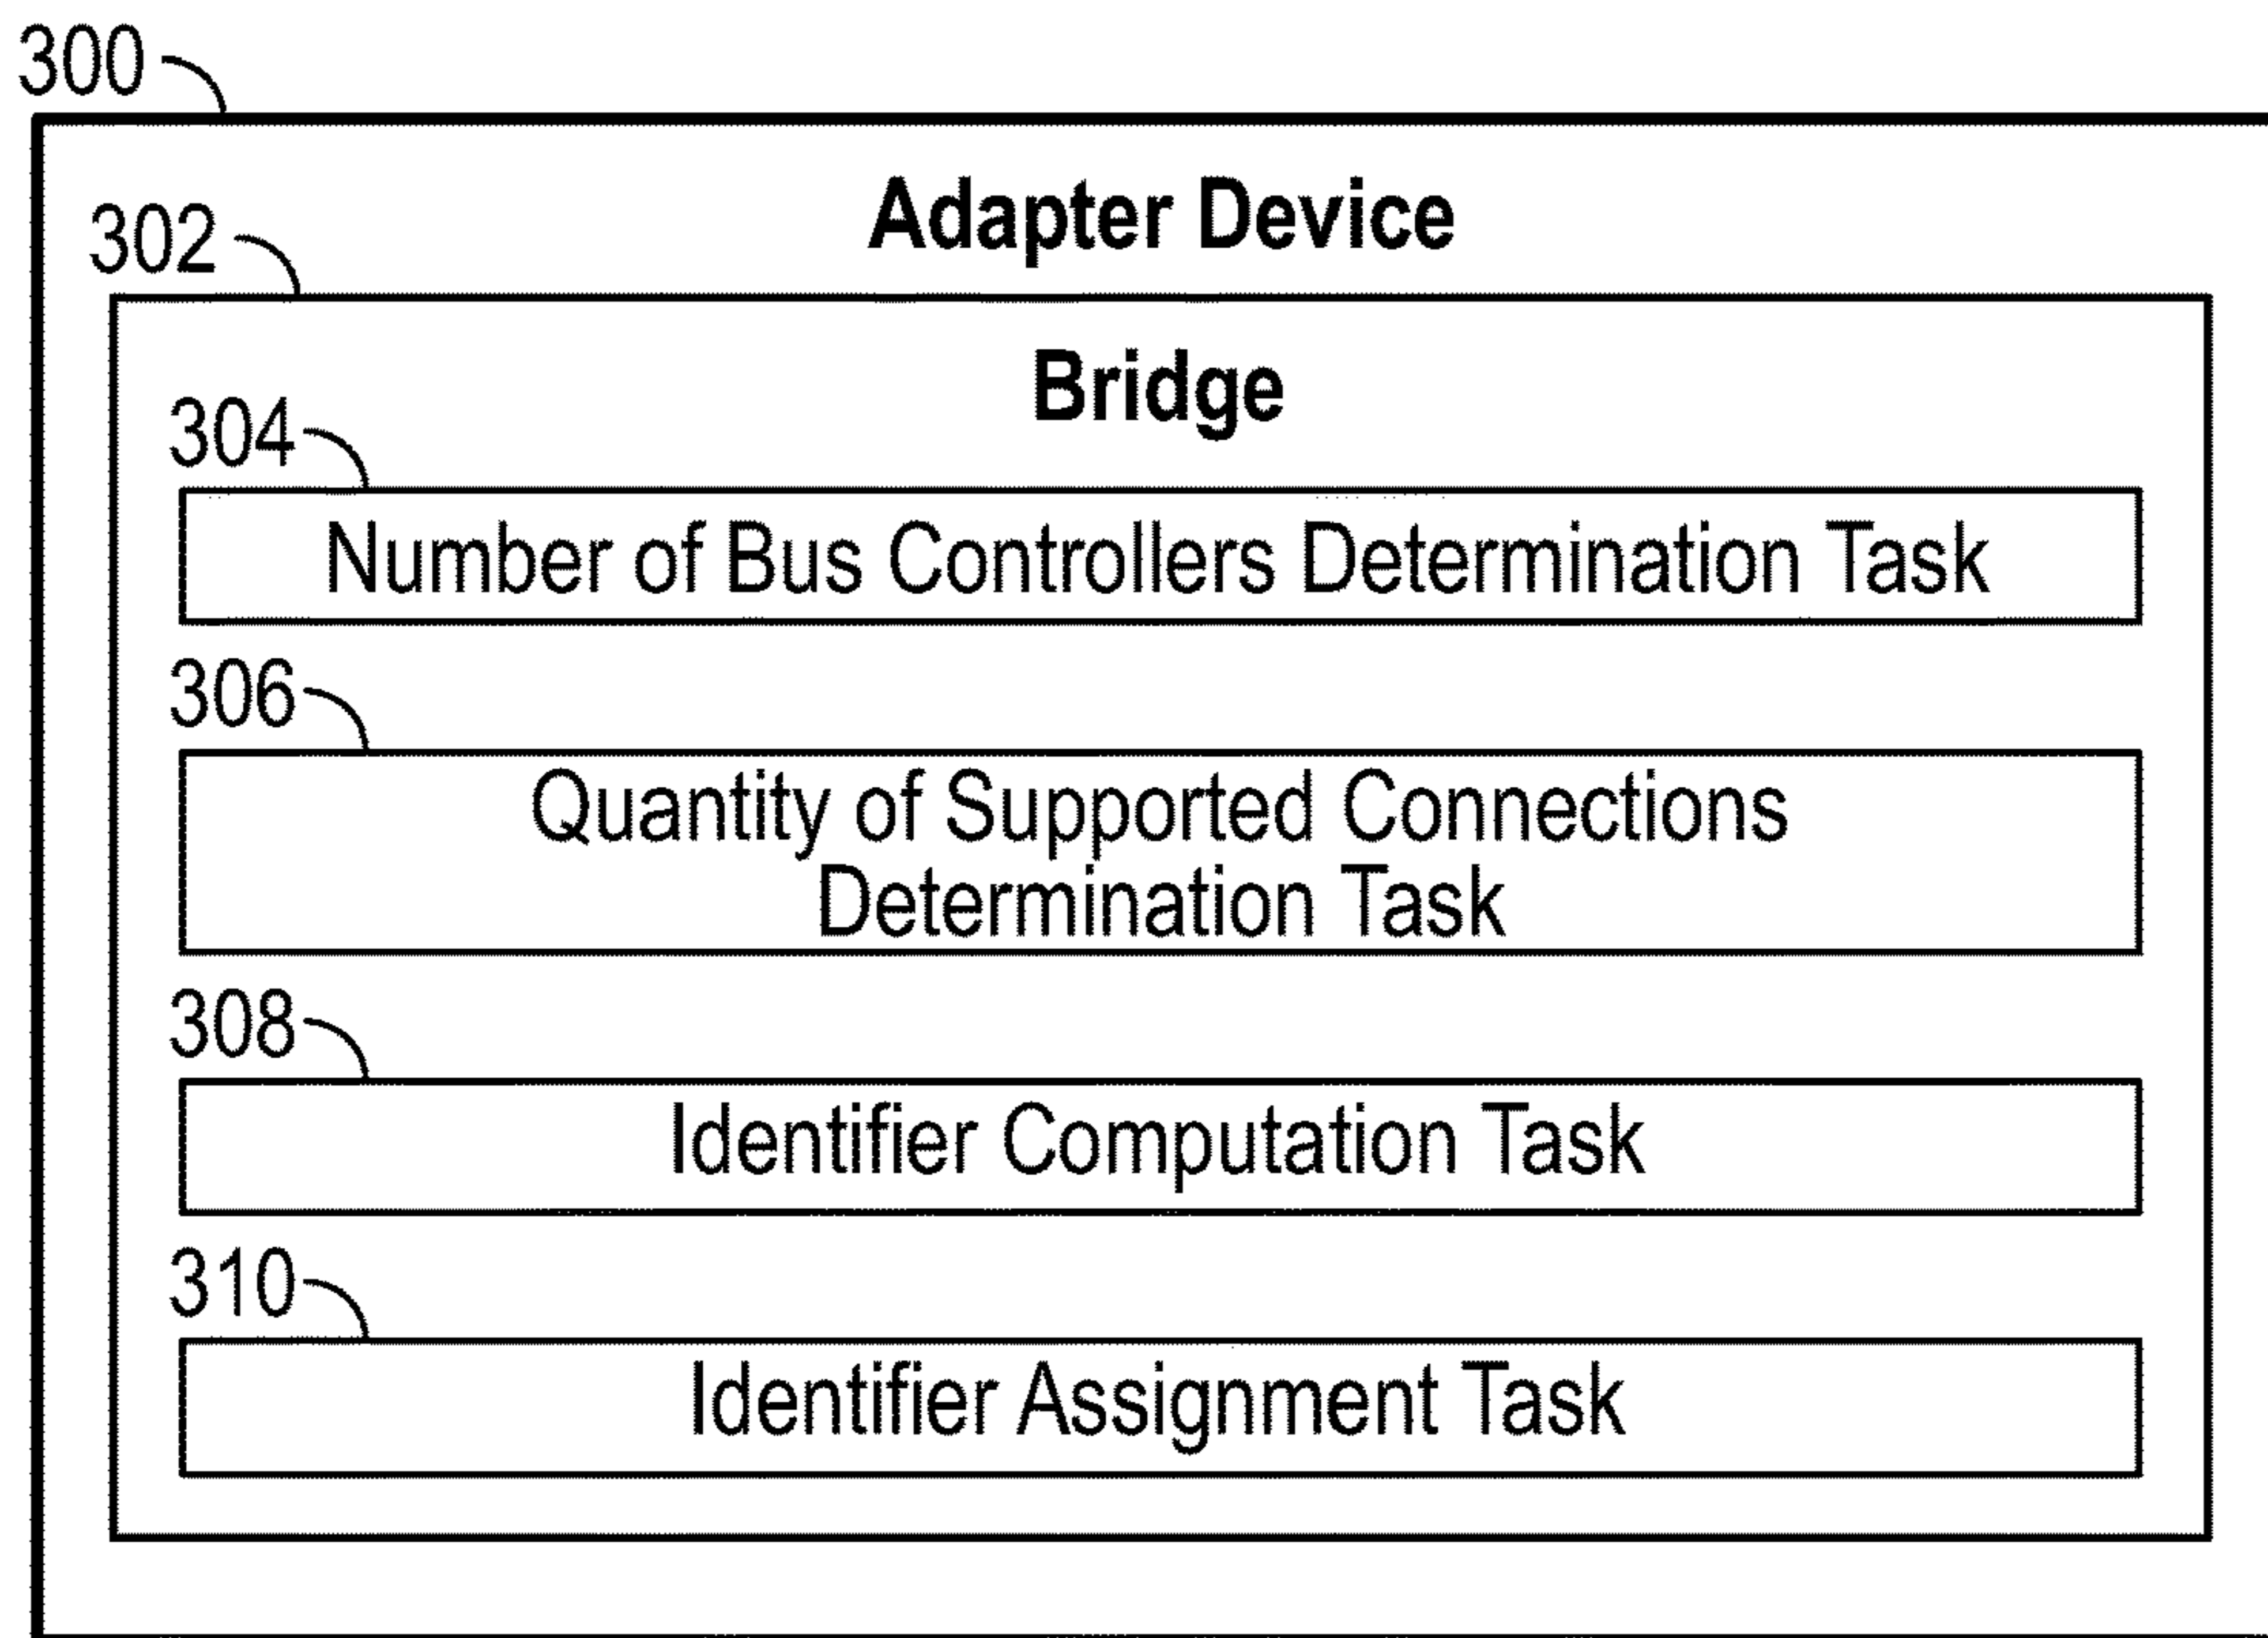 300
Adapter Device
302
Bridge
304
Number of Bus Controllers Determination Task
306
Quantity of Supported Connections
Determination Task
308
Identifier Computation Task
310
Identifier Assignment Task